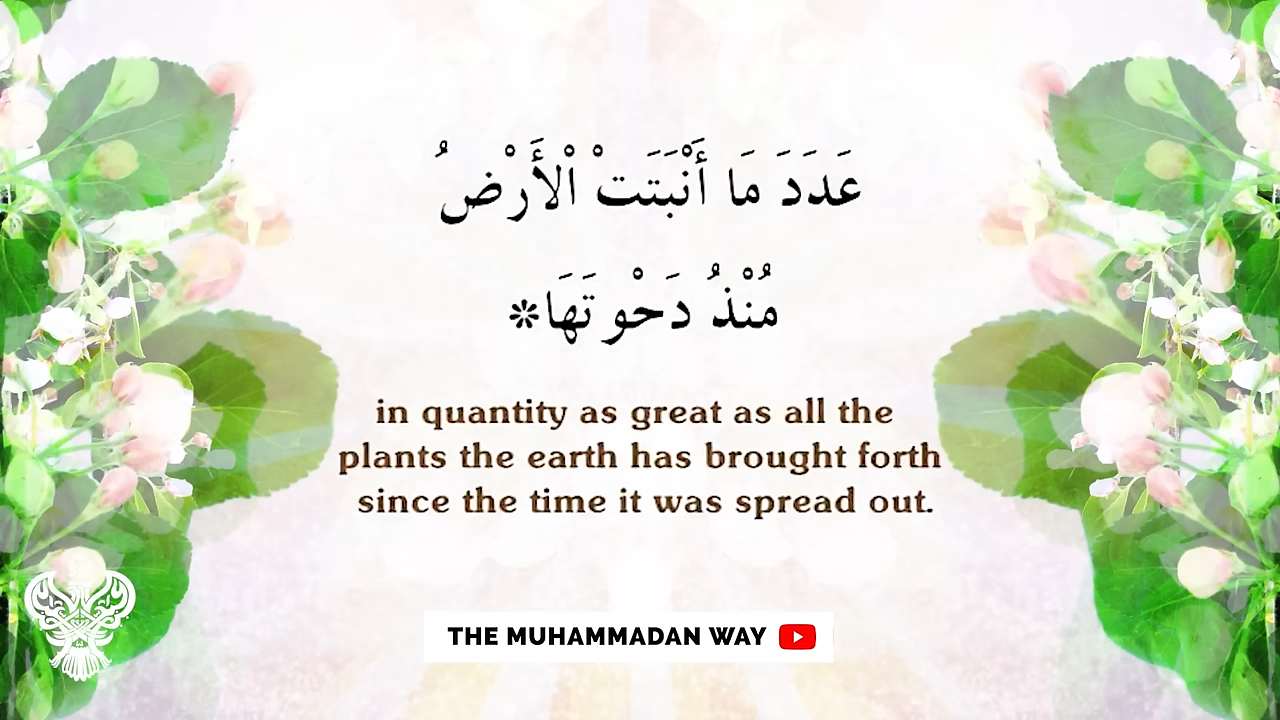 عَدَدَ مَا أَنْبَتَتْ الْأَرْضُ
مُنْذُ دَحْوتَهَا*
in quantity as great as all the
plants the earth has brought forth
since the time it was spread out.
THE MUHAMMADAN WAY